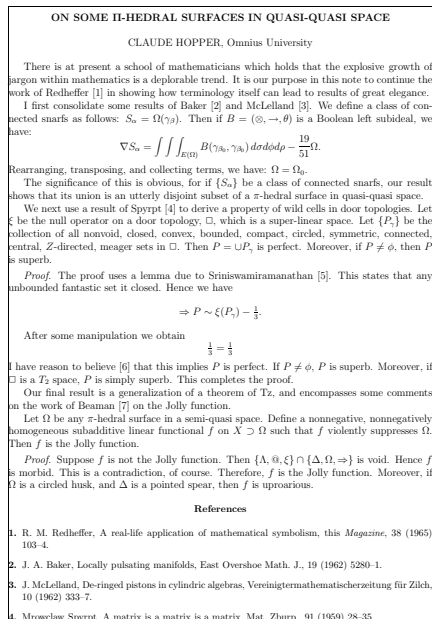 ON SOME Π-HEDRAL SURFACES IN QUASI-QUASI SPACE
CLAUDE HOPPER, Omnius University
There is at present a school of mathematicians which holds that the explosive growth of
jargon within mathematics is a deplorable trend. It is our purpose in this note to continue the
work of Redheffer [1] in showing how terminology itself can lead to results of great elegance.
I first consolidate some results of Baker [2] and McLelland [3]. We define a class of con-
nected snarfs as follows: S_α = Ω(γ_β). Then if B = (⊗, →, θ) is a Boolean left subideal, we
have:
∇S_α = ∫∫∫_{E(Ω)} B(γ_{β₀}, γ_{β₀}) dσdφdρ − 19/51 Ω.
Rearranging, transposing, and collecting terms, we have: Ω = Ω₀.
The significance of this is obvious, for if {S_α} be a class of connected snarfs, our result
shows that its union is an utterly disjoint subset of a π-hedral surface in quasi-quasi space.
We next use a result of Spyrpt [4] to derive a property of wild cells in door topologies. Let
ξ be the null operator on a door topology, □, which is a super-linear space. Let {P_γ} be the
collection of all nonvoid, closed, convex, bounded, compact, circled, symmetric, connected,
central, Z-directed, meager sets in □. Then P = ∪P_γ is perfect. Moreover, if P ≠ φ, then P
is superb.
Proof. The proof uses a lemma due to Sriniswamiramanathan [5]. This states that any
unbounded fantastic set it closed. Hence we have
⇒ P ∼ ξ(P_γ) − 1/3.
After some manipulation we obtain
1/3 = 1/3
I have reason to believe [6] that this implies P is perfect. If P ≠ φ, P is superb. Moreover, if
□ is a T₂ space, P is simply superb. This completes the proof.
Our final result is a generalization of a theorem of Tz, and encompasses some comments
on the work of Beaman [7] on the Jolly function.
Let Ω be any π-hedral surface in a semi-quasi space. Define a nonnegative, nonnegatively
homogeneous subadditive linear functional f on X ⊃ Ω such that f violently suppresses Ω.
Then f is the Jolly function.
Proof. Suppose f is not the Jolly function. Then {Λ, @, ξ} ∩ {Δ, Ω, ⇒} is void. Hence f
is morbid. This is a contradiction, of course. Therefore, f is the Jolly function. Moreover, if
Ω is a circled husk, and Δ is a pointed spear, then f is uproarious.
References
1. R. M. Redheffer, A real-life application of mathematical symbolism, this Magazine, 38 (1965)
103–4.
2. J. A. Baker, Locally pulsating manifolds, East Overshoe Math. J., 19 (1962) 5280–1.
3. J. McLelland, De-ringed pistons in cylindric algebras, Vereinigtermathematischerzeitung für Zilch,
10 (1962) 333–7.
4. Mrowclaw Spyrpt, A matrix is a matrix is a matrix, Mat. Zburp., 91 (1959) 28–35.